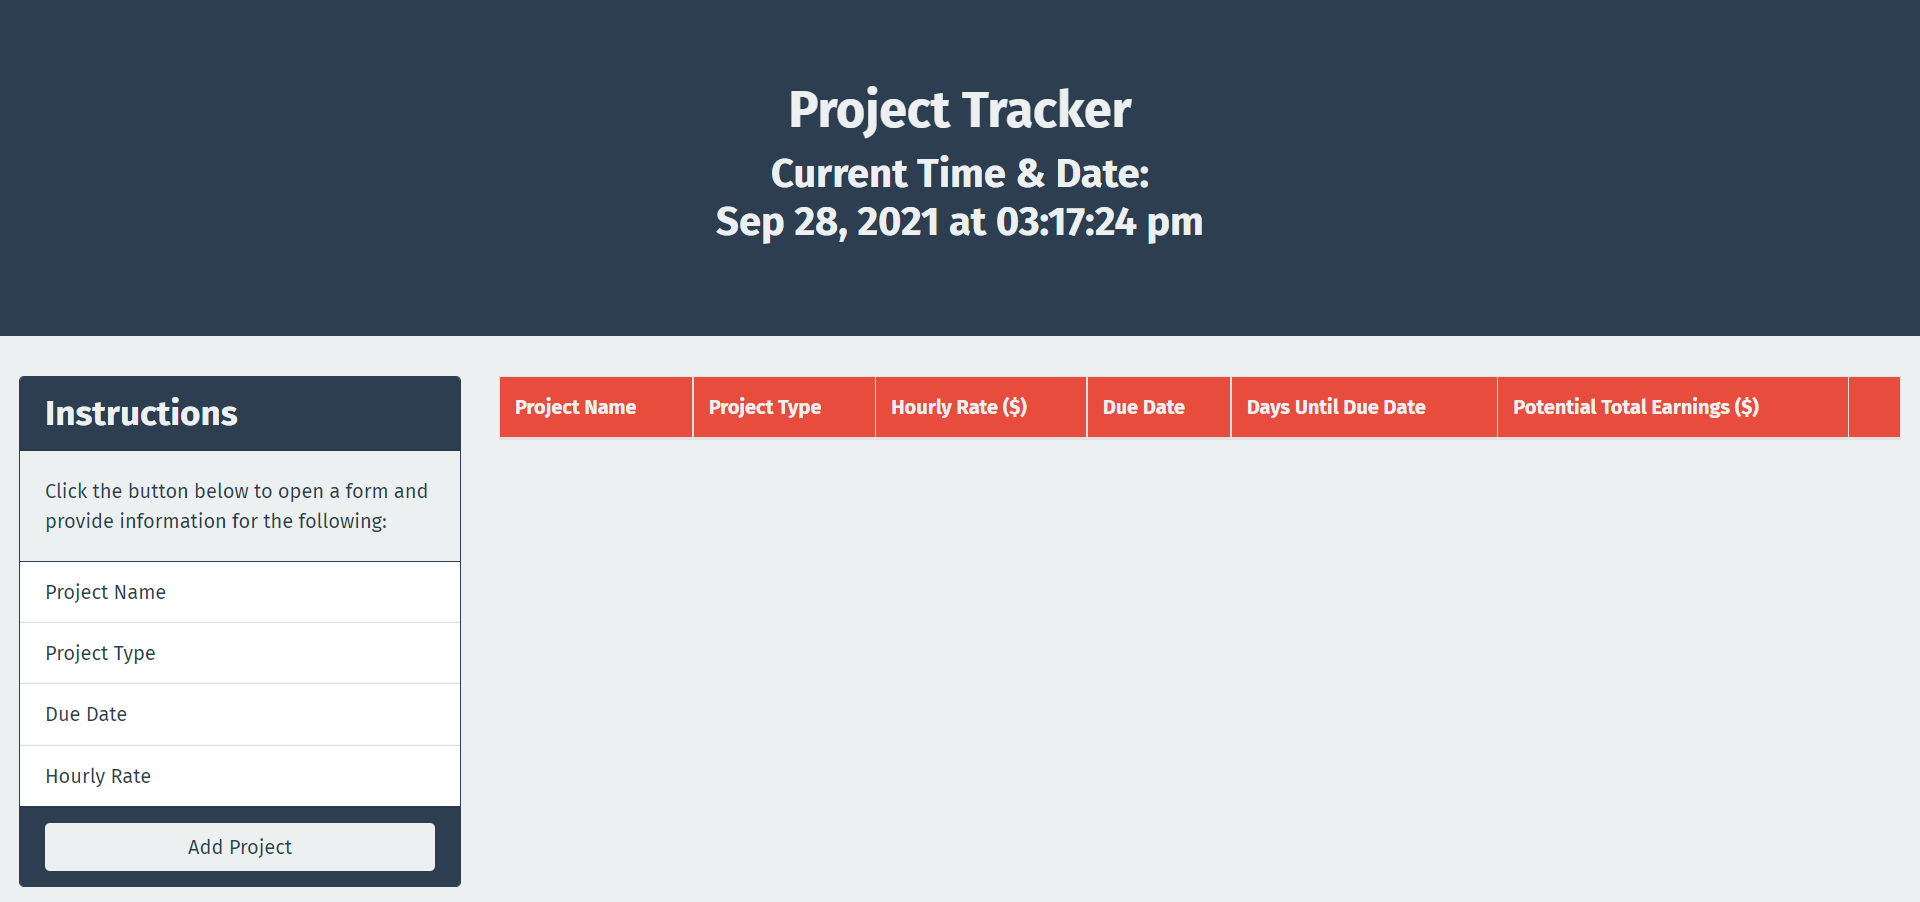 Project Tracker
Current Time & Date:
Sep 28, 2021 at 03:17:24 pm
Instructions
Click the button below to open a form and
provide information for the following:
Project Name
Project Type
Due Date
Hourly Rate
Add Project
Project Name Project Type Hourly Rate ($) Due Date Days Until Due Date Potential Total Earnings ($)